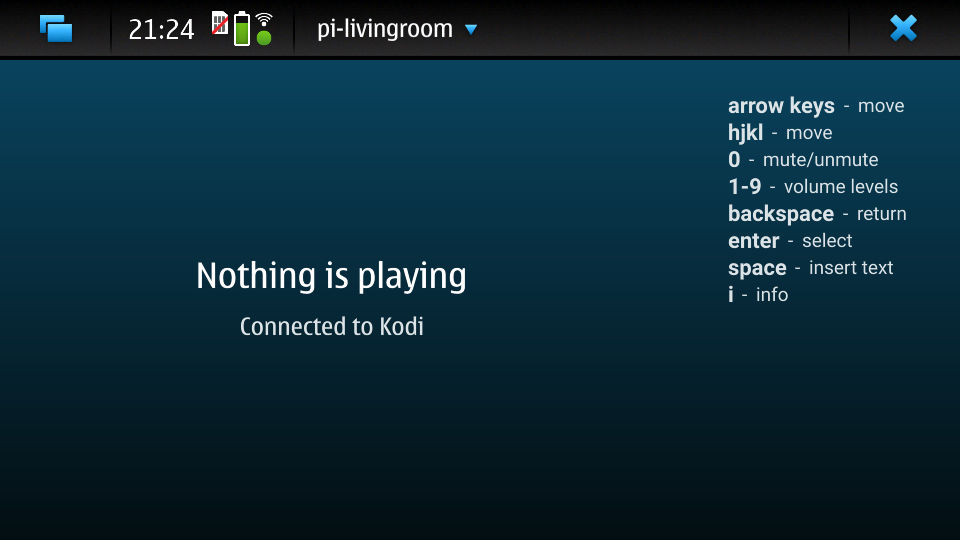 21:24
pi-livingroom
arrow keys - move
hjkl - move
0 - mute/unmute
1-9 - volume levels
backspace - return
enter - select
space - insert text
i - info
Nothing is playing
Connected to Kodi